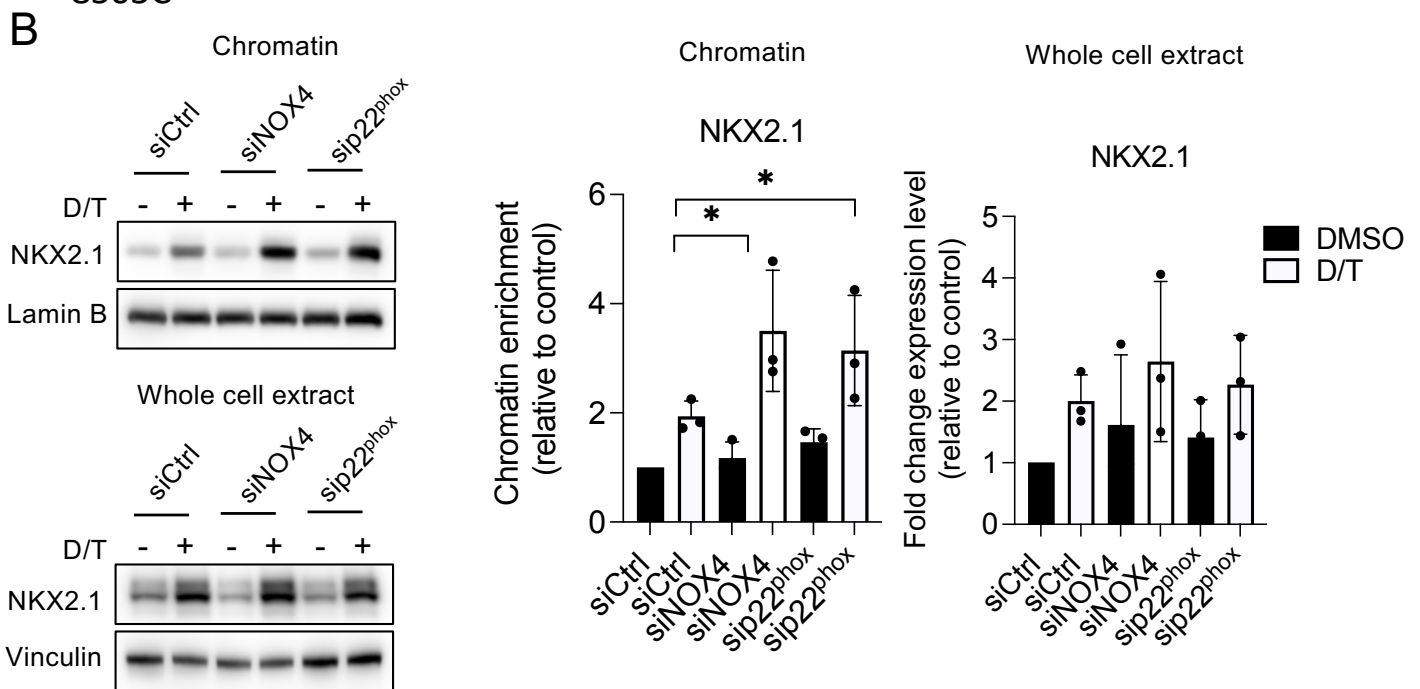 B
Chromatin
siCtrl siNOX4 sip22phox
D/T - + - + - +
NKX2.1
Lamin B
Whole cell extract
siCtrl siNOX4 sip22phox
D/T - + - + - +
NKX2.1
Vinculin
Chromatin
NKX2.1
Chromatin enrichment
(relative to control)
6
4
2
0
* *
siCtrl siCtrl siNOX4 siNOX4 sip22phox sip22phox
Whole cell extract
NKX2.1
Fold change expression level
(relative to control)
5
4
3
2
1
0
siCtrl siCtrl siNOX4 siNOX4 sip22phox sip22phox
DMSO
D/T